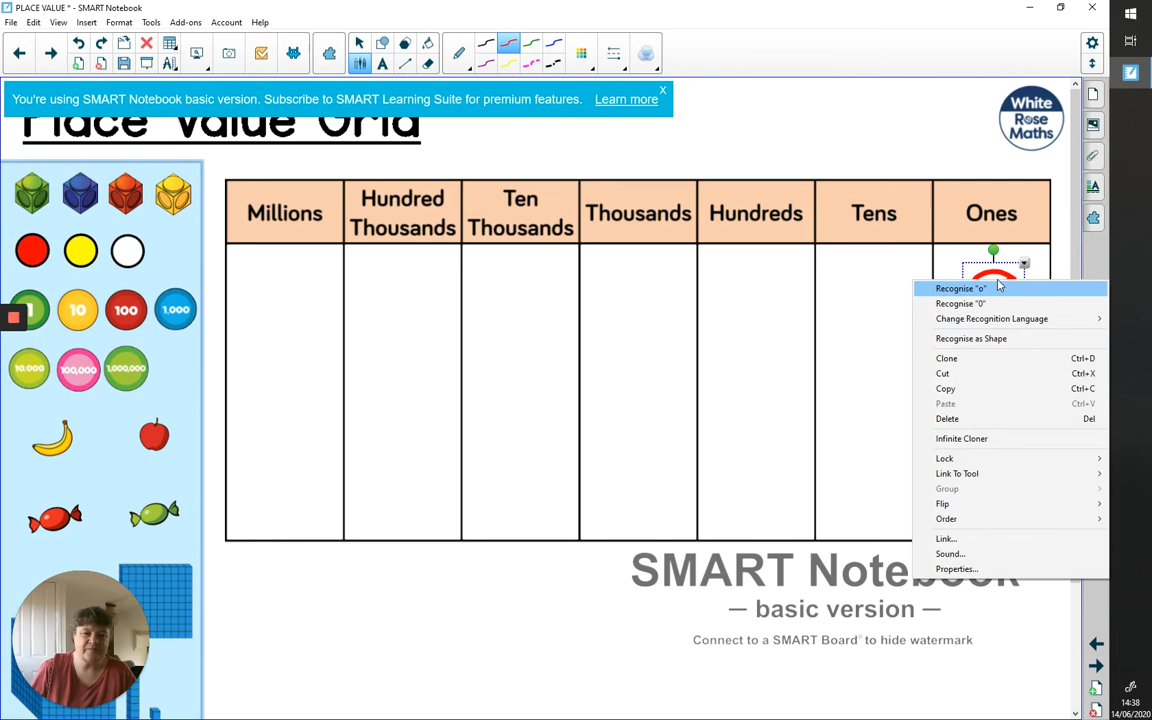 PLACE VALUE * - SMART Notebook
File Edit View Insert Format Tools Add-ons Account Help
You're using SMART Notebook basic version. Subscribe to SMART Learning Suite for premium features. Learn more X
Place Value Grid
White
Rose
Maths
Millions
Hundred
Thousands
Ten
Thousands
Thousands
Hundreds
Tens
Ones
1 10 100 1,000
10,000 100,000 1,000,000
Recognise "o"
Recognise "0"
Change Recognition Language
Recognise as Shape
Clone Ctrl+D
Cut Ctrl+X
Copy Ctrl+C
Paste Ctrl+V
Delete Del
Infinite Cloner
Lock
Link To Tool
Group
Flip
Order
Link...
Sound...
Properties...
SMART Notebook
— basic version —
Connect to a SMART Board® to hide watermark
14:38
14/06/2020